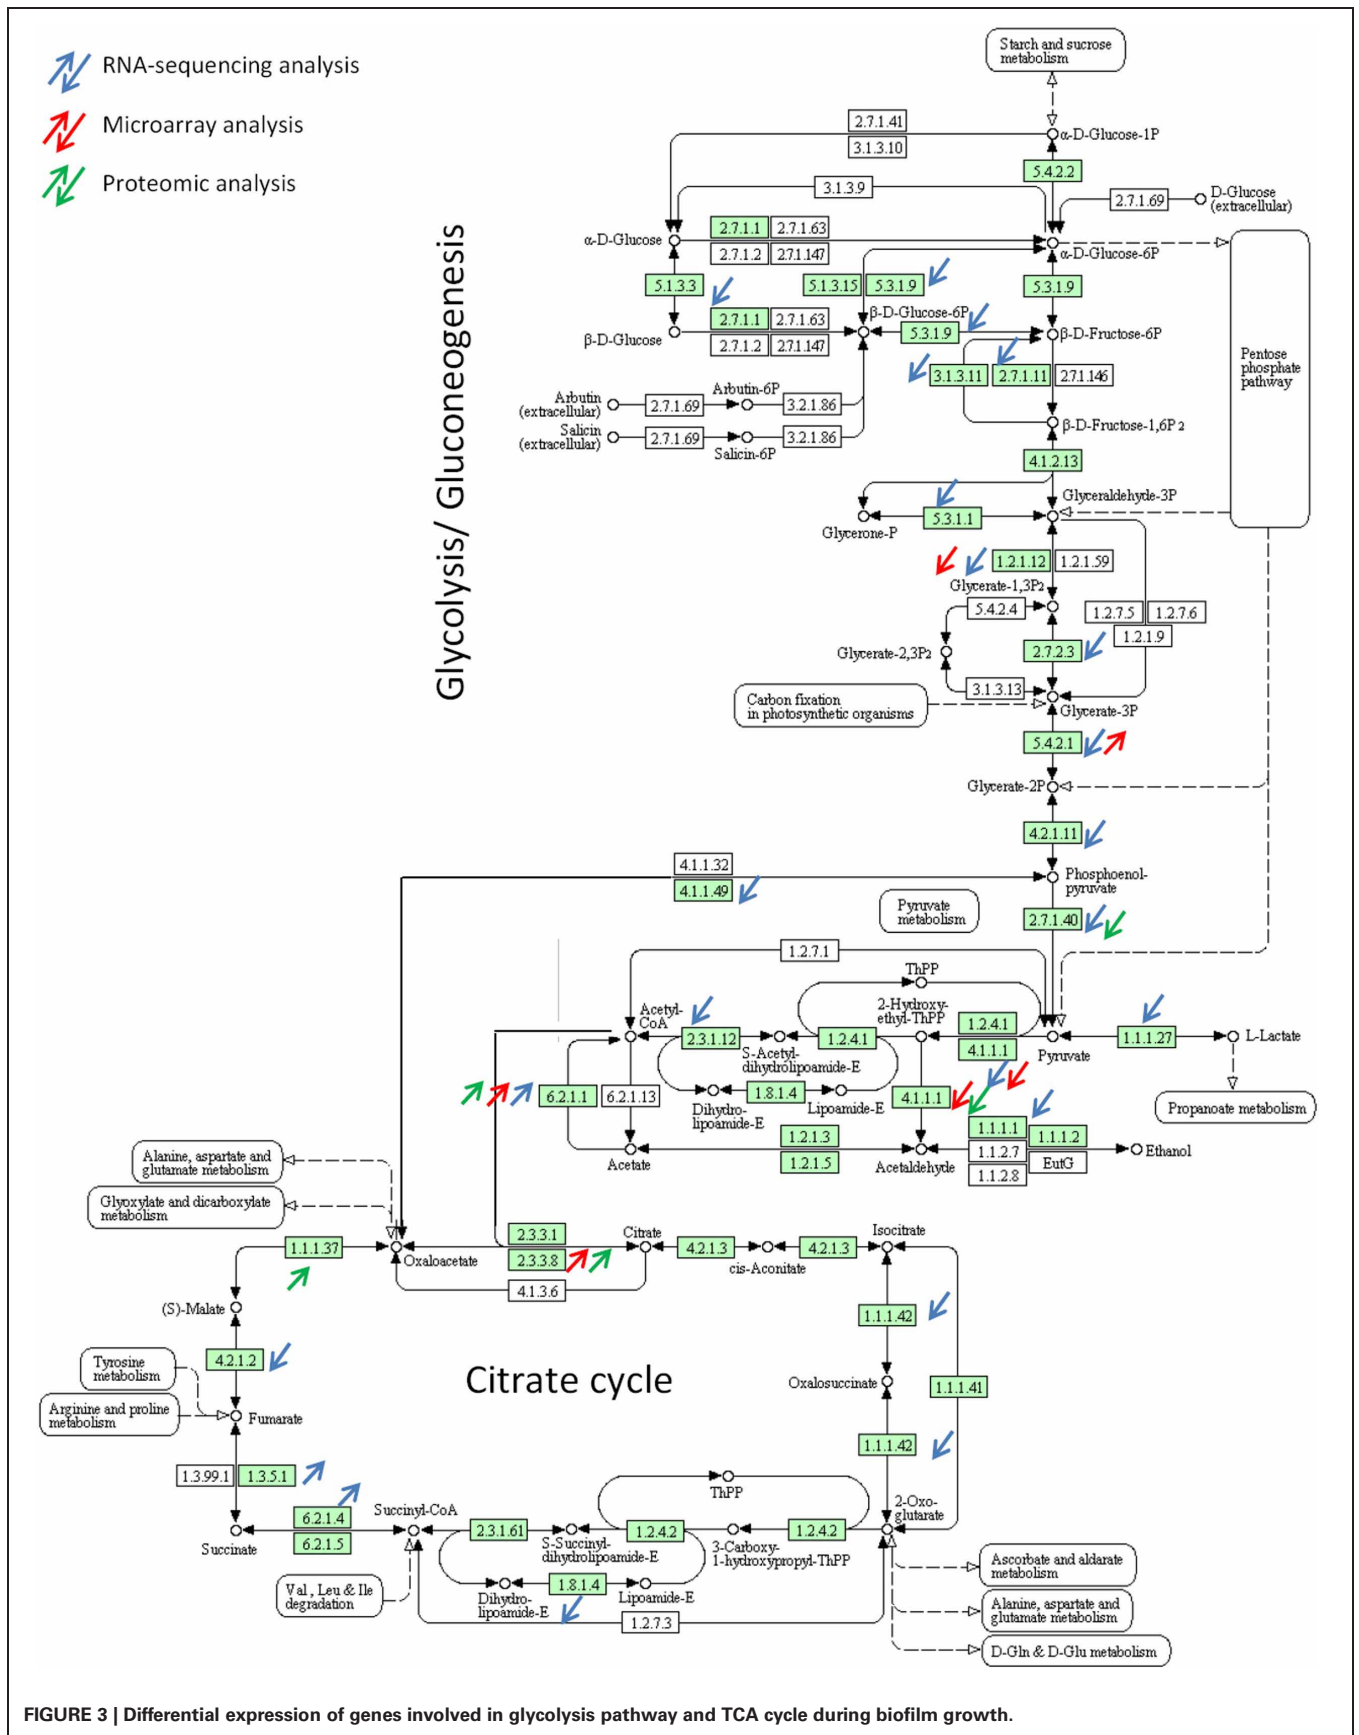 RNA-sequencing analysis
Microarray analysis
Proteomic analysis
Glycolysis/ Gluconeogenesis
Starch and sucrose
metabolism
2.7.1.41
3.1.3.10
α-D-Glucose-1P
5.4.2.2
3.1.3.9
2.7.1.69
D-Glucose
(extracellular)
α-D-Glucose
2.7.1.1
2.7.1.63
2.7.1.2
2.7.1.147
α-D-Glucose-6P
5.1.3.3
5.1.3.15
5.3.1.9
5.3.1.9
β-D-Glucose
2.7.1.1
2.7.1.63
2.7.1.2
2.7.1.147
β-D-Glucose-6P
5.3.1.9
β-D-Fructose-6P
Pentose
phosphate
pathway
3.1.3.11
2.7.1.11
2.7.1.146
Arbutin
(extracellular)
2.7.1.69
Arbutin-6P
3.2.1.86
Salicin
(extracellular)
2.7.1.69
Salicin-6P
3.2.1.86
β-D-Fructose-1,6P2
4.1.2.13
Glyceraldehyde-3P
Glycerone-P
5.3.1.1
1.2.1.12
1.2.1.59
Glycerate-1,3P2
5.4.2.4
1.2.7.5
1.2.7.6
1.2.1.9
Glycerate-2,3P2
2.7.2.3
3.1.3.13
Carbon fixation
in photosynthetic organisms
Glycerate-3P
5.4.2.1
Glycerate-2P
4.2.1.11
4.1.1.32
4.1.1.49
Phosphoenol-
pyruvate
Pyruvate
metabolism
2.7.1.40
1.2.7.1
ThPP
Acetyl-
CoA
2.3.1.12
S-Acetyl-
dihydrolipoamide-E
1.2.4.1
2-Hydroxy-
ethyl-ThPP
1.2.4.1
4.1.1.1
Pyruvate
1.1.1.27
L-Lactate
6.2.1.1
6.2.1.13
Dihydro-
lipoamide-E
1.8.1.4
Lipoamide-E
4.1.1.1
Propanoate metabolism
Acetate
1.2.1.3
1.2.1.5
Acetaldehyde
1.1.1.1
1.1.2.7
1.1.2.8
1.1.1.2
EutG
Ethanol
Alanine, aspartate and
glutamate metabolism
Glyoxylate and dicarboxylate
metabolism
1.1.1.37
Oxaloacetate
2.3.3.1
2.3.3.8
4.1.3.6
Citrate
4.2.1.3
cis-Aconitate
4.2.1.3
Isocitrate
(S)-Malate
1.1.1.42
4.2.1.2
Tyrosine
metabolism
Arginine and proline
metabolism
Fumarate
Citrate cycle
Oxalosuccinate
1.1.1.41
1.1.1.42
1.3.99.1
1.3.5.1
ThPP
Succinate
6.2.1.4
6.2.1.5
Succinyl-CoA
2.3.1.61
S-Succinyl-
dihydrolipoamide-E
1.2.4.2
3-Carboxy-
1-hydroxypropyl-ThPP
1.2.4.2
2-Oxo-
glutarate
Val, Leu & Ile
degradation
Dihydro-
lipoamide-E
1.8.1.4
Lipoamide-E
1.2.7.3
Ascorbate and aldarate
metabolism
Alanine, aspartate and
glutamate metabolism
D-Gln & D-Glu metabolism
FIGURE 3 | Differential expression of genes involved in glycolysis pathway and TCA cycle during biofilm growth.